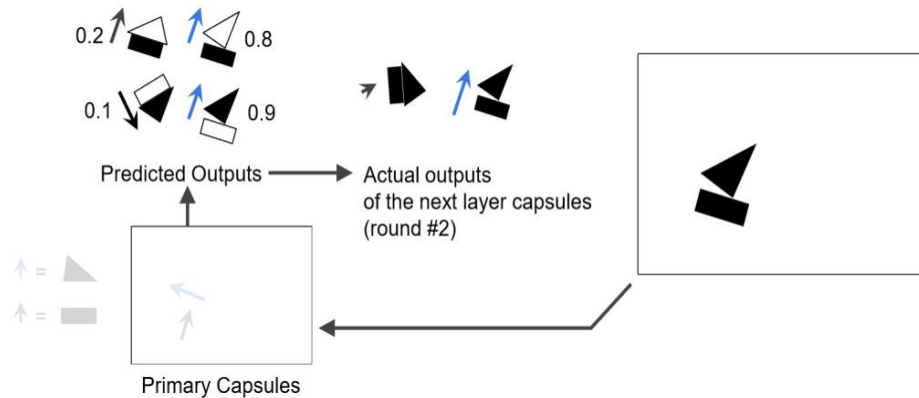 0.2
0.8
0.1
0.9
Predicted Outputs
Actual outputs
of the next layer capsules
(round #2)
=
=
Primary Capsules